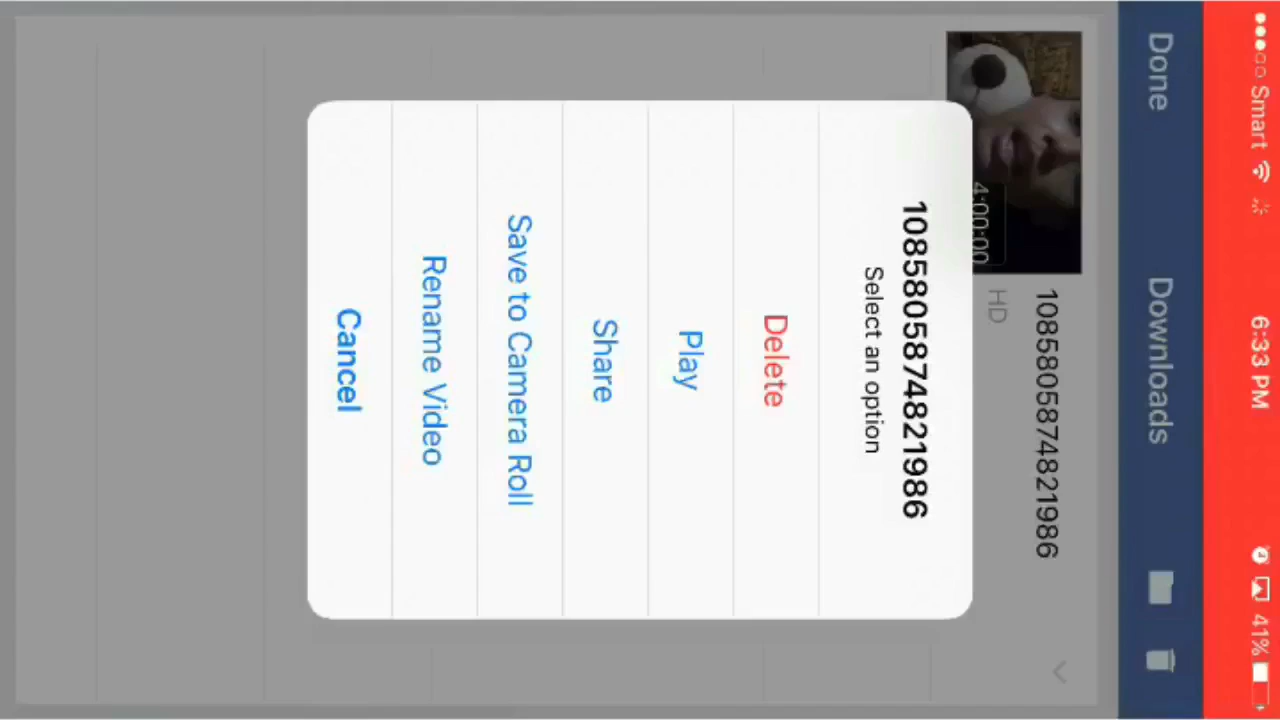 Smart 6:33 PM 41%
Done Downloads
10858058748219​86
HD
4:00:00
10858058748219​86
Select an option
Delete
Play
Share
Save to Camera Roll
Rename Video
Cancel